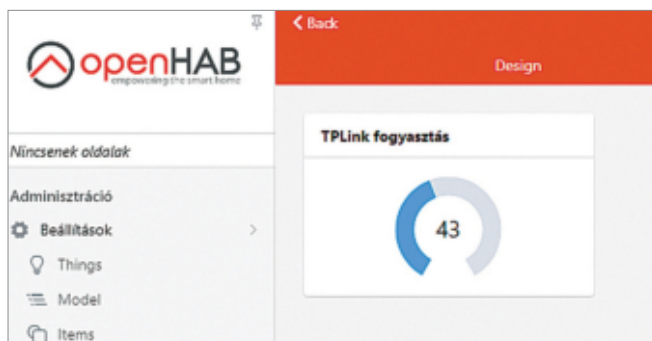 openHAB
empowering the smart home
Nincsenek oldalak
Adminisztráció
Beállítások
Things
Model
Items
Back
Design
TPLink fogyasztás
43